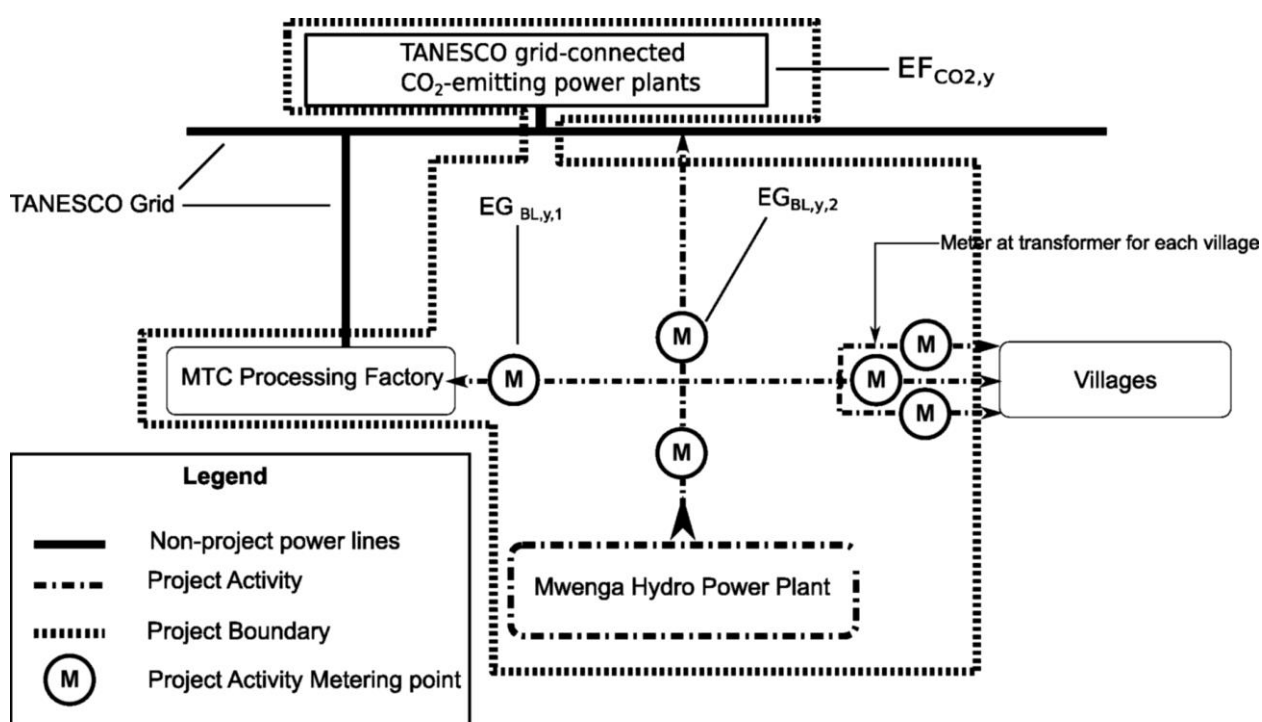 TANESCO grid-connected
CO₂-emitting power plants
EF_CO2,y
TANESCO Grid
EG BL,y,1
EG_BL,y,2
Meter at transformer for each village
M
M
M
M
M
M
MTC Processing Factory
Villages
Mwenga Hydro Power Plant
Legend
Non-project power lines
Project Activity
Project Boundary
M
Project Activity Metering point